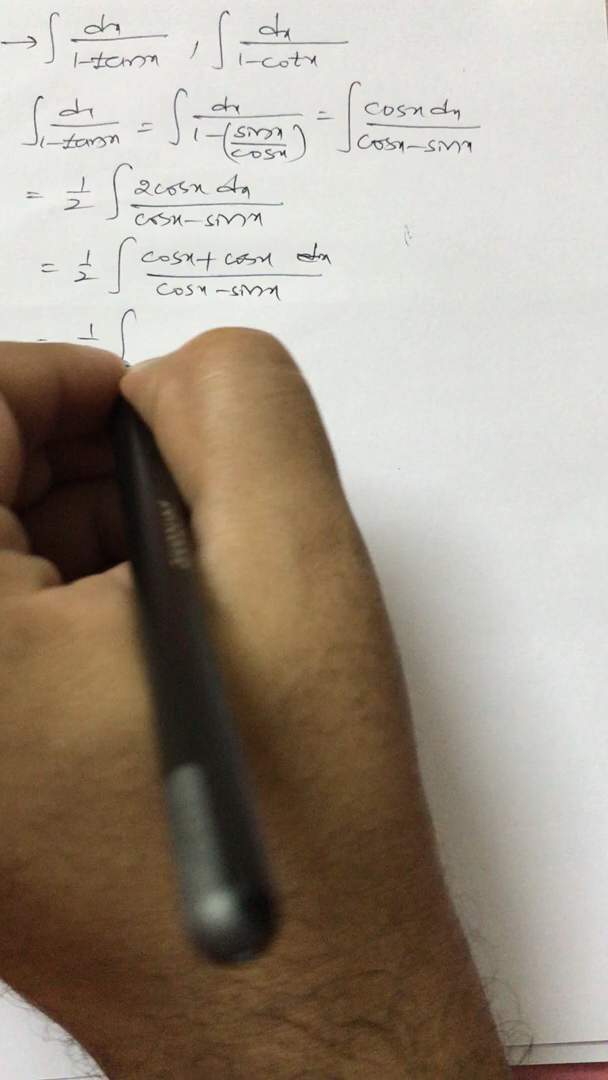 → ∫ dx / 1-tanx , ∫ dx / 1-cotx
∫ dx / 1-tanx = ∫ dx / 1-(sinx/cosx) = ∫ cosx dx / cosx-sinx
= 1/2 ∫ 2cosx dx / cosx-sinx
= 1/2 ∫ cosx+cosx dx / cosx-sinx
= 1 ∫